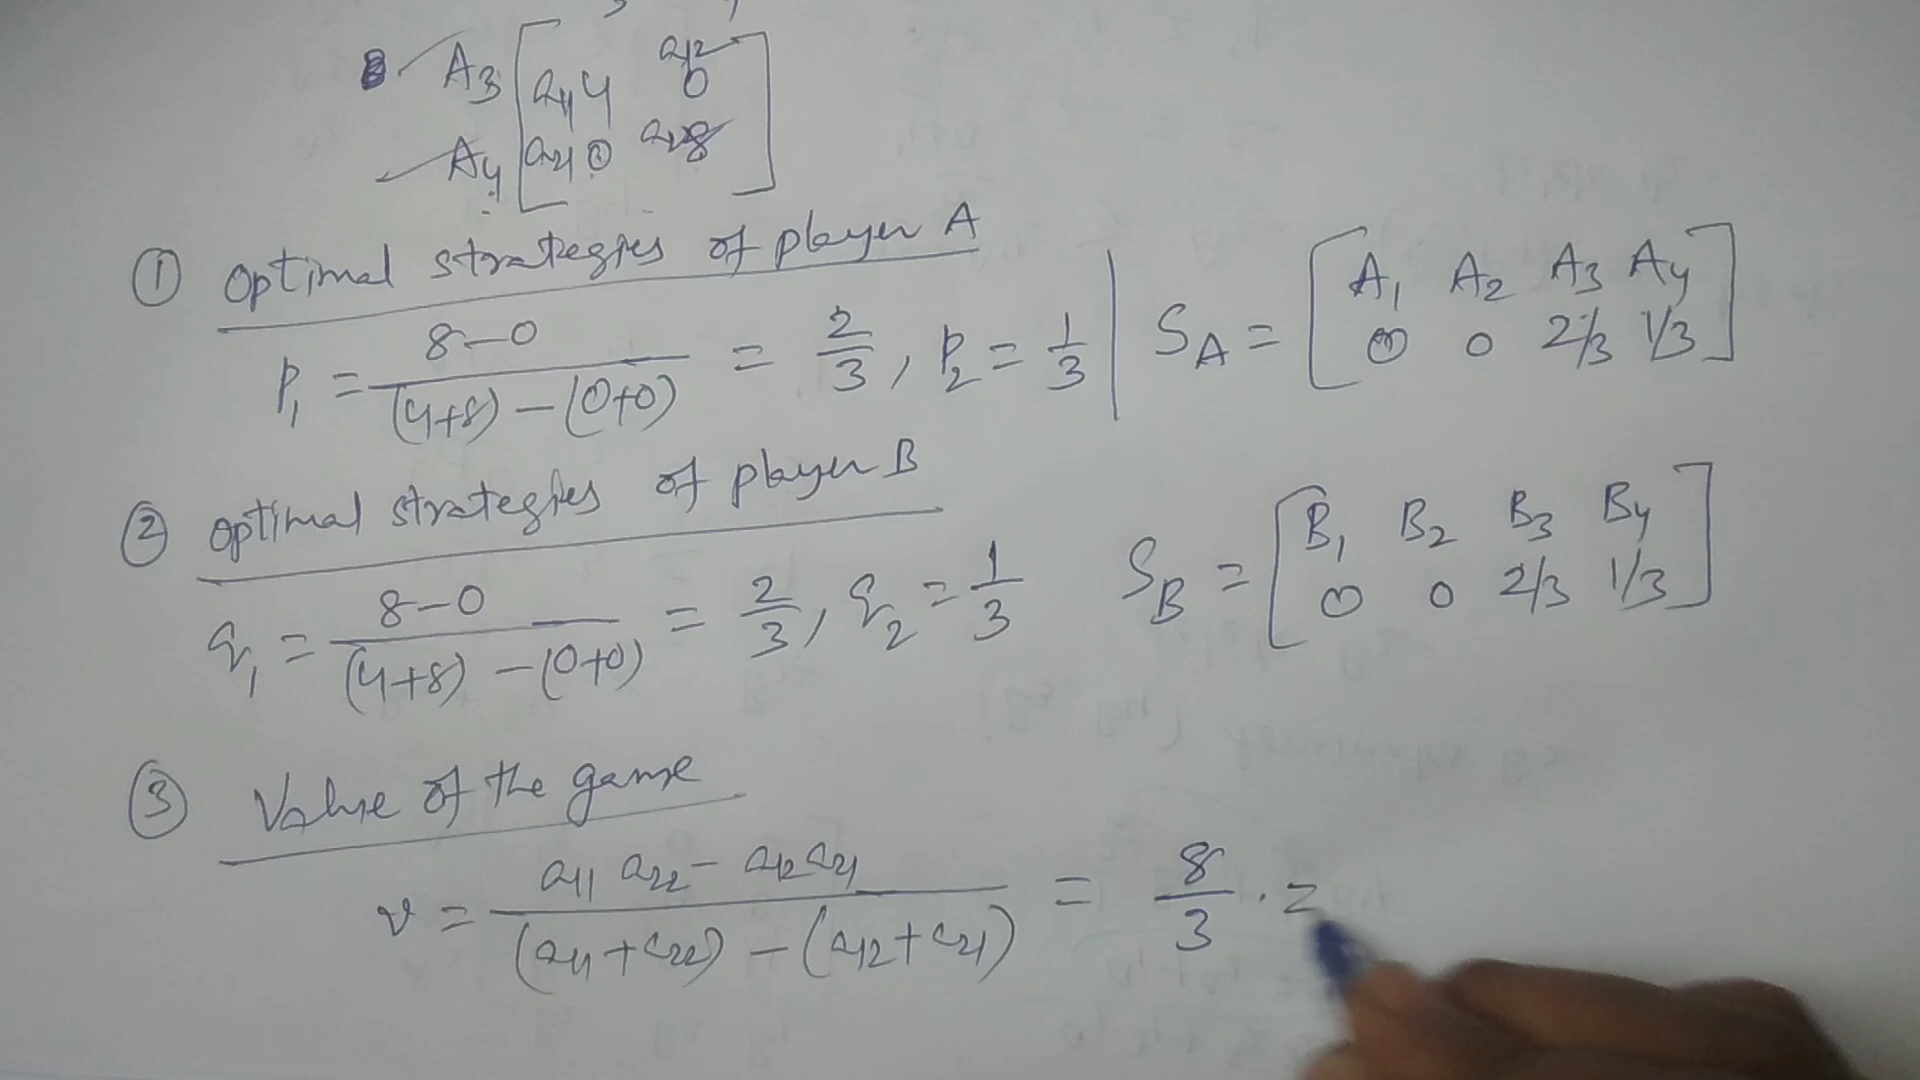 A3 [ a11 4 a12 0 ]
A4 [ a21 0 a22 8 ]
① optimal strategies of player A
p1 = 8-0 / (4+8) - (0+0) = 2/3, p2 = 1/3 | SA = [ A1 A2 A3 A4
0 0 2/3 1/3 ]
② optimal strategies of player B
q1 = 8-0 / (4+8) - (0+0) = 2/3, q2 = 1/3 SB = [ B1 B2 B3 B4
0 0 2/3 1/3 ]
③ Value of the game
v = a11 a22 - a12 a21 / (a11 + a22) - (a12 + a21) = 8/3 . =